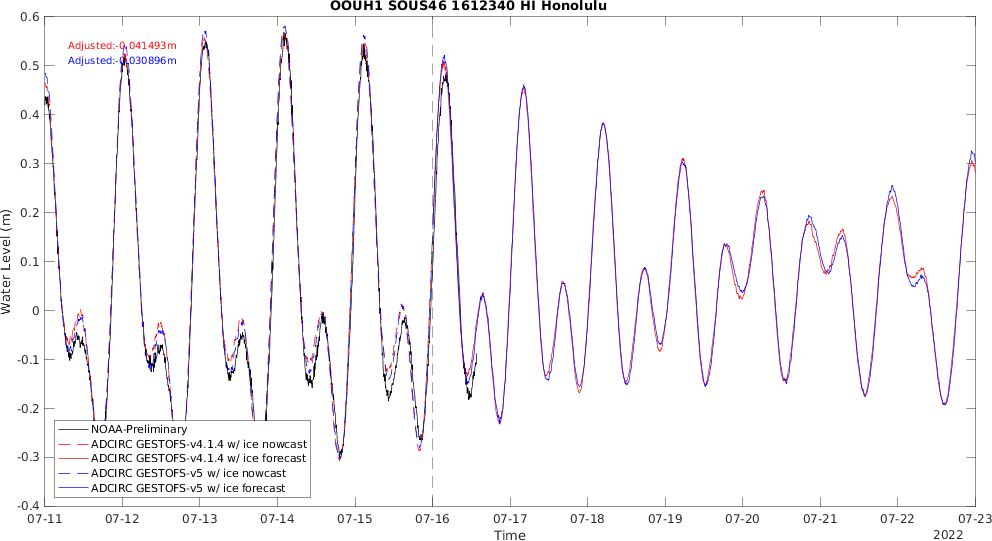 OOUH1 SOUS46 1612340 HI Honolulu
0.6
Adjusted:-0.041493m
Adjusted:-0.030896m
0.5
0.4
0.3
0.2
0.1
0
-0.1
-0.2
-0.3
-0.4
Water Level (m)
NOAA-Preliminary
ADCIRC GESTOFS-v4.1.4 w/ ice nowcast
ADCIRC GESTOFS-v4.1.4 w/ ice forecast
ADCIRC GESTOFS-v5 w/ ice nowcast
ADCIRC GESTOFS-v5 w/ ice forecast
07-11 07-12 07-13 07-14 07-15 07-16 07-17 07-18 07-19 07-20 07-21 07-22 07-23
Time
2022